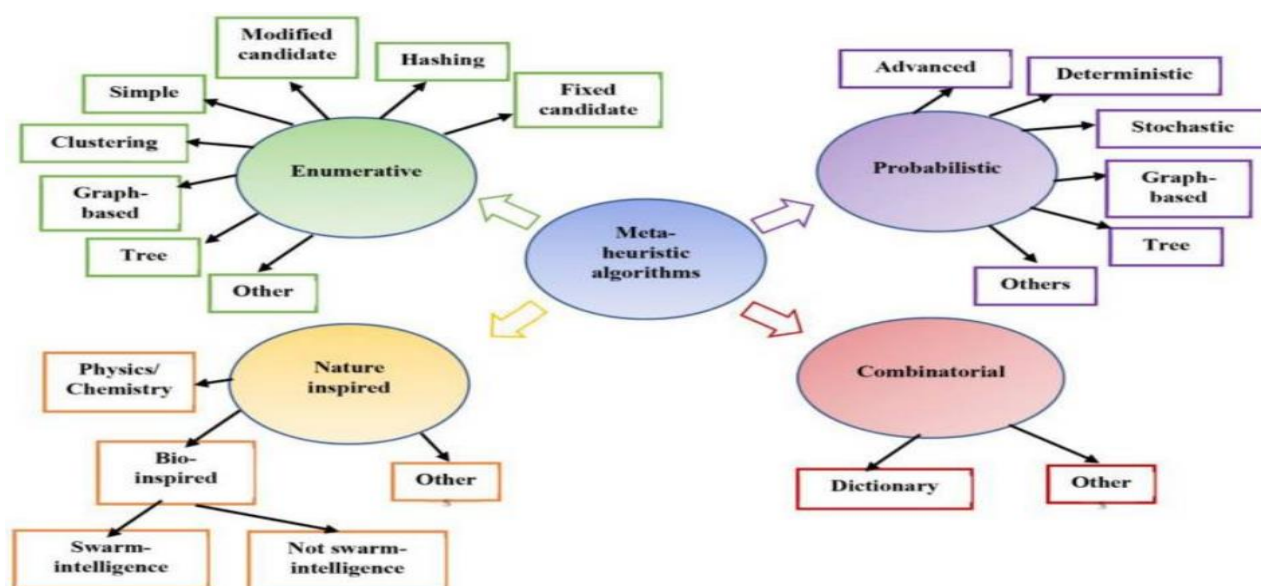 Modified
candidate
Hashing
Simple
Fixed
candidate
Clustering
Enumerative
Graph-
based
Tree
Other
Advanced
Deterministic
Stochastic
Probabilistic
Graph-
based
Tree
Others
Meta-
heuristic
algorithms
Physics/
Chemistry
Nature
inspired
Bio-
inspired
Other
s
Swarm-
intelligence
Not swarm-
intelligence
Combinatorial
Dictionary
Other
s